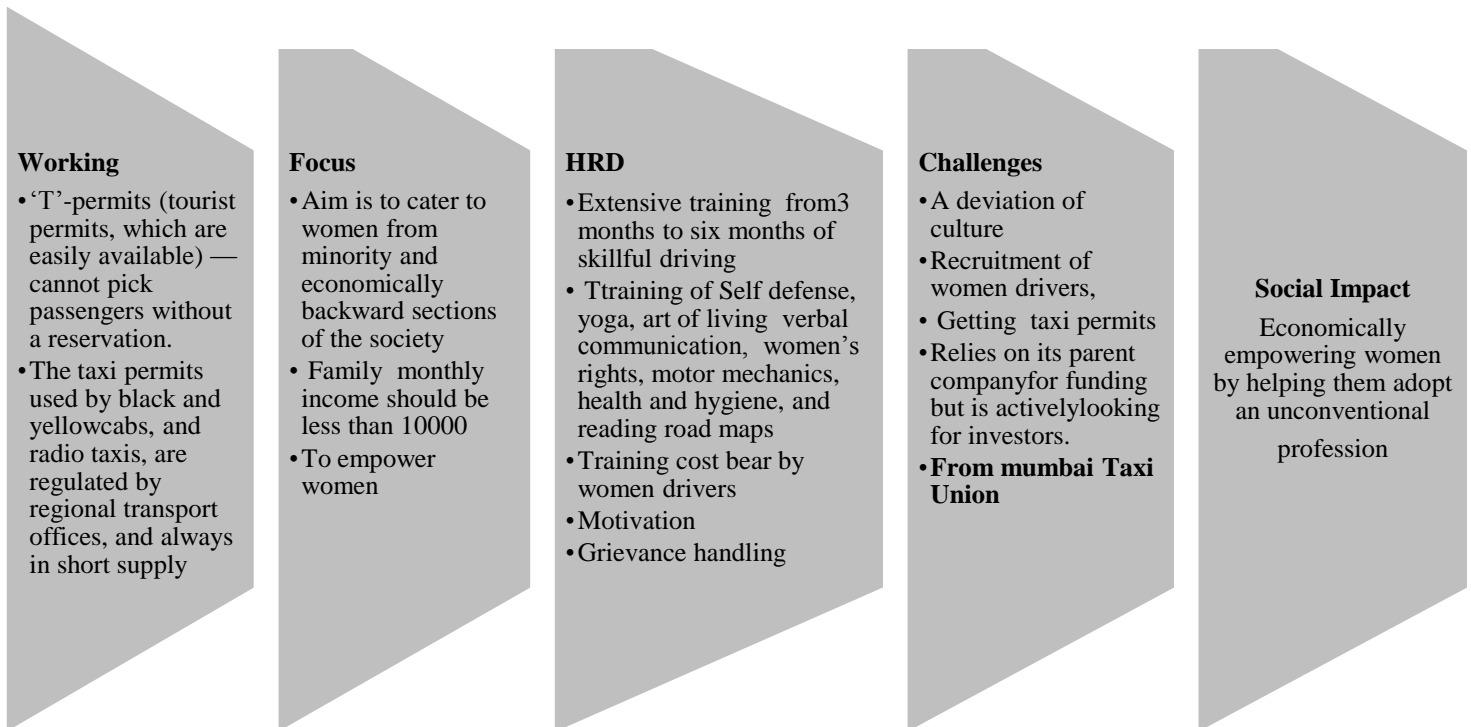 Working
•‘T’-permits (tourist
permits, which are
easily available) —
cannot pick
passengers without
a reservation.
•The taxi permits
used by black and
yellowcabs, and
radio taxis, are
regulated by
regional transport
offices, and always
in short supply
Focus
•Aim is to cater to
women from
minority and
economically
backward sections
of the society
• Family monthly
income should be
less than 10000
•To empower
women
HRD
•Extensive training from3
months to six months of
skillful driving
• Ttraining of Self defense,
yoga, art of living verbal
communication, women’s
rights, motor mechanics,
health and hygiene, and
reading road maps
•Training cost bear by
women drivers
•Motivation
•Grievance handling
Challenges
•A deviation of
culture
•Recruitment of
women drivers,
• Getting taxi permits
•Relies on its parent
companyfor funding
but is activelylooking
for investors.
•From mumbai Taxi
Union
Social Impact
Economically
empowering women
by helping them adopt
an unconventional
profession